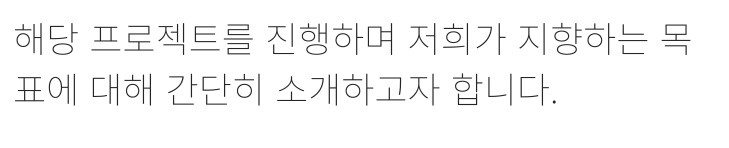 해당 프로젝트를 진행하며 저희가 지향하는 목
표에 대해 간단히 소개하고자 합니다.